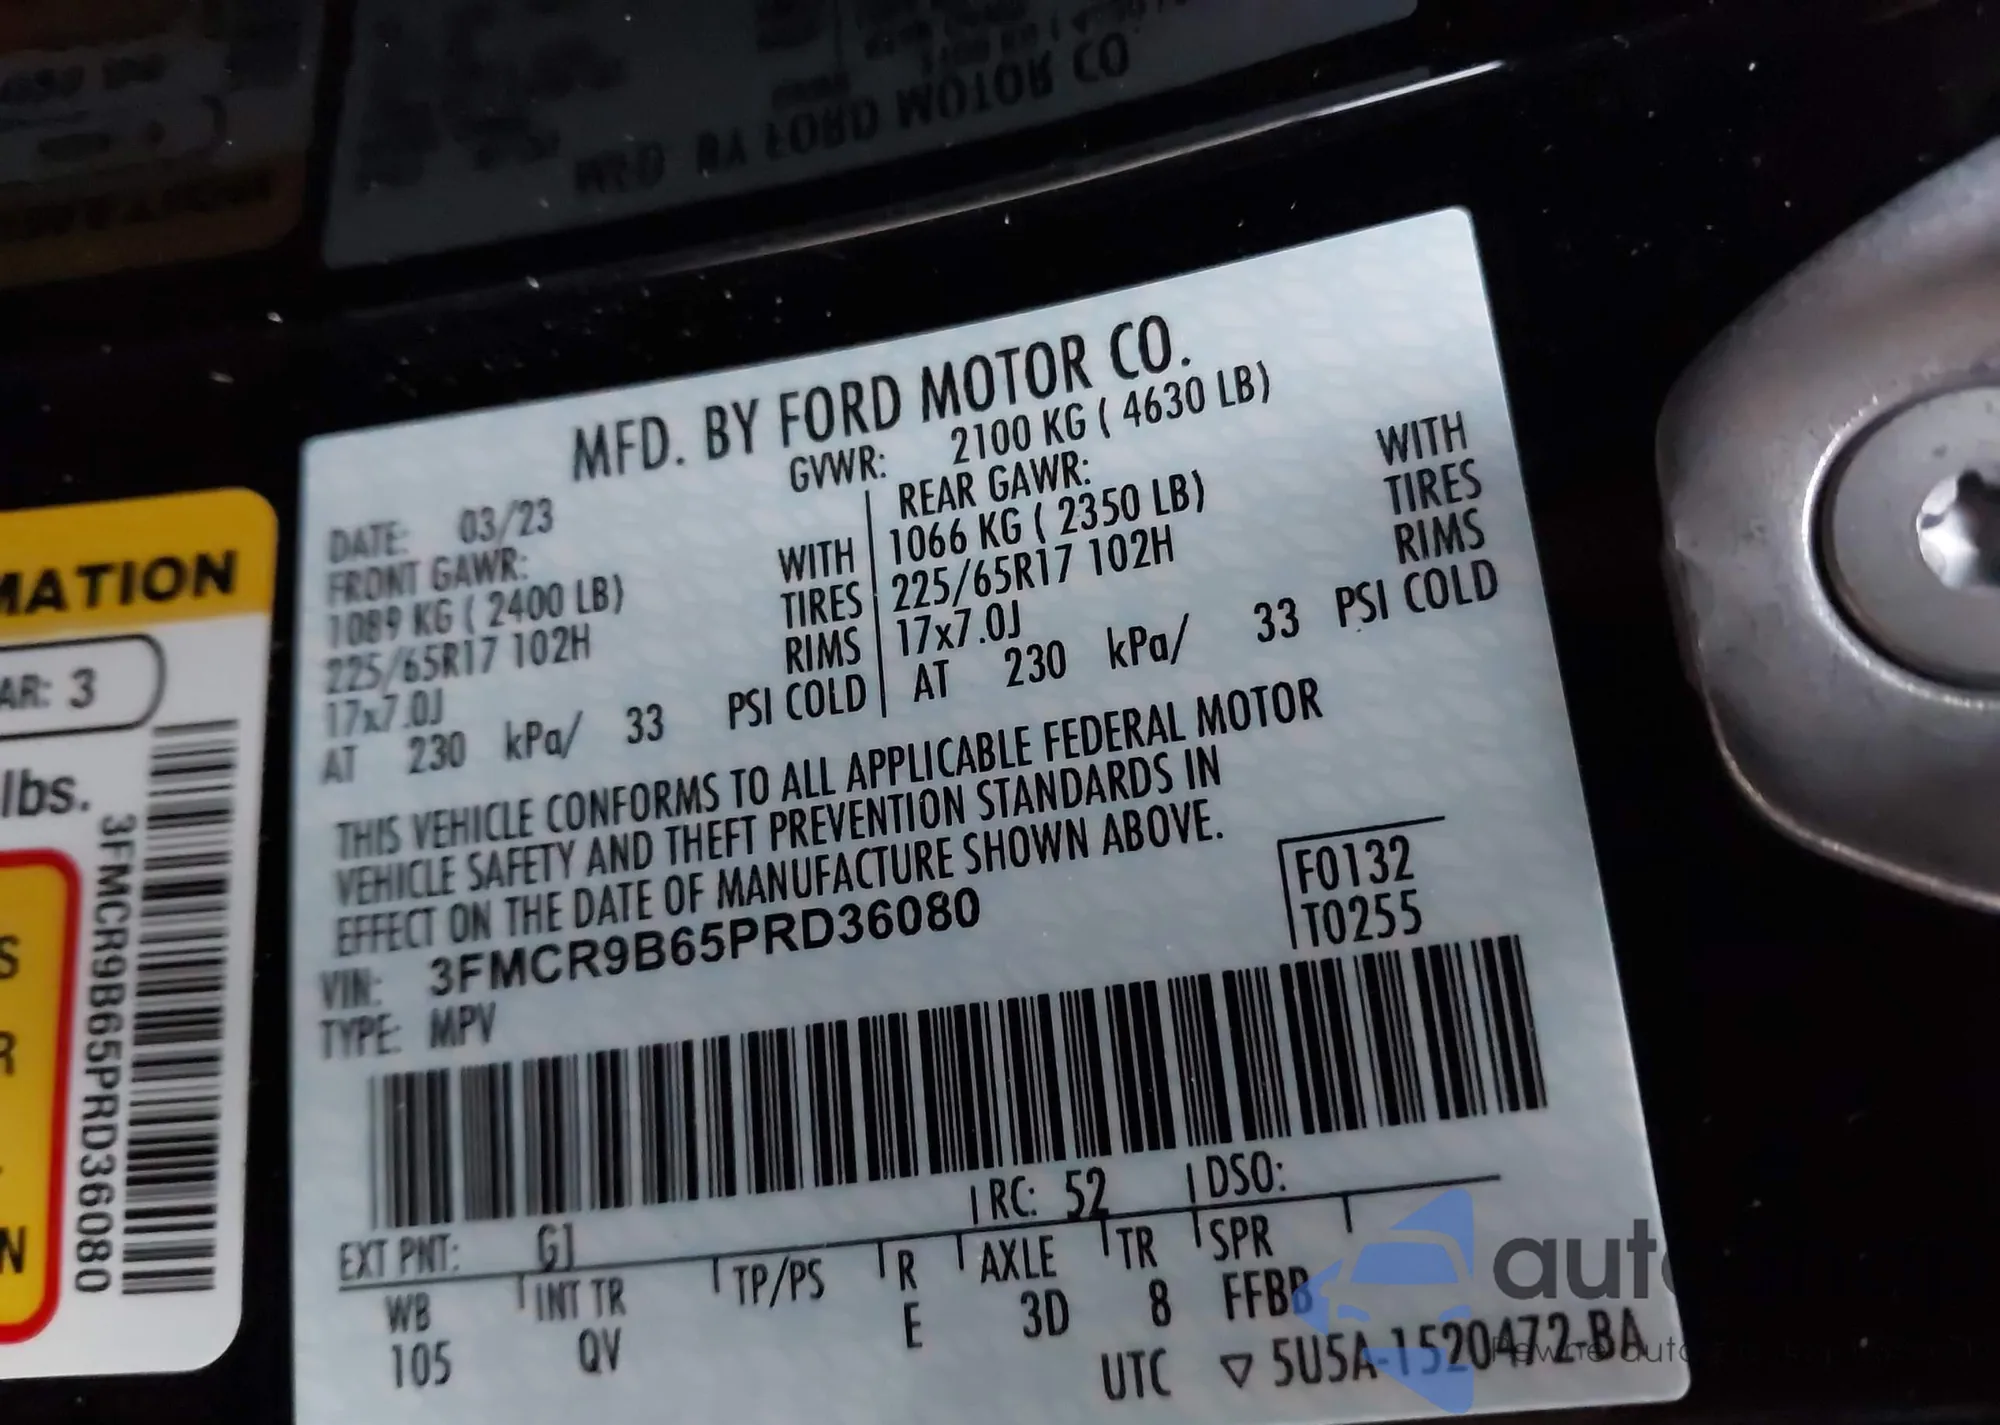 MFD. BY FORD MOTOR CO.
GVWR: 2100 KG ( 4630 LB)
DATE: 03/23
FRONT GAWR:
1089 KG ( 2400 LB) WITH
225/65R17 102H TIRES
17x7.0J RIMS
AT 230 kPa/ 33 PSI COLD
REAR GAWR: WITH
1066 KG ( 2350 LB) TIRES
225/65R17 102H RIMS
17x7.0J
AT 230 kPa/ 33 PSI COLD
THIS VEHICLE CONFORMS TO ALL APPLICABLE FEDERAL MOTOR
VEHICLE SAFETY AND THEFT PREVENTION STANDARDS IN
EFFECT ON THE DATE OF MANUFACTURE SHOWN ABOVE.
VIN: 3FMCR9B65PRD36080
TYPE: MPV
F0132
T0255
RC: 52 DSO:
EXT PNT: G1
WB INT TR TP/PS R AXLE TR SPR
105 QV E 3D 8 FFBB
UTC ▽ 5U5A-1520472-BA
MATION
AR: 3
lbs.
3FMCR9B65PRD36080
S
R
N